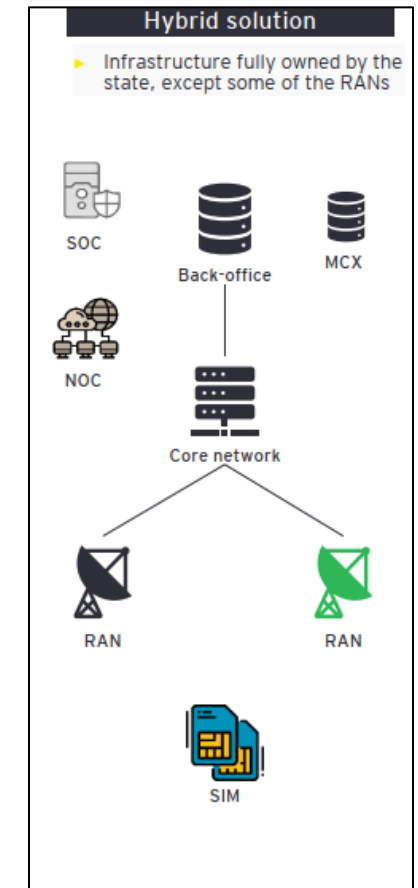 Hybrid solution
Infrastructure fully owned by the
state, except some of the RANs
SOC
Back-office
MCX
NOC
Core network
RAN
RAN
SIM